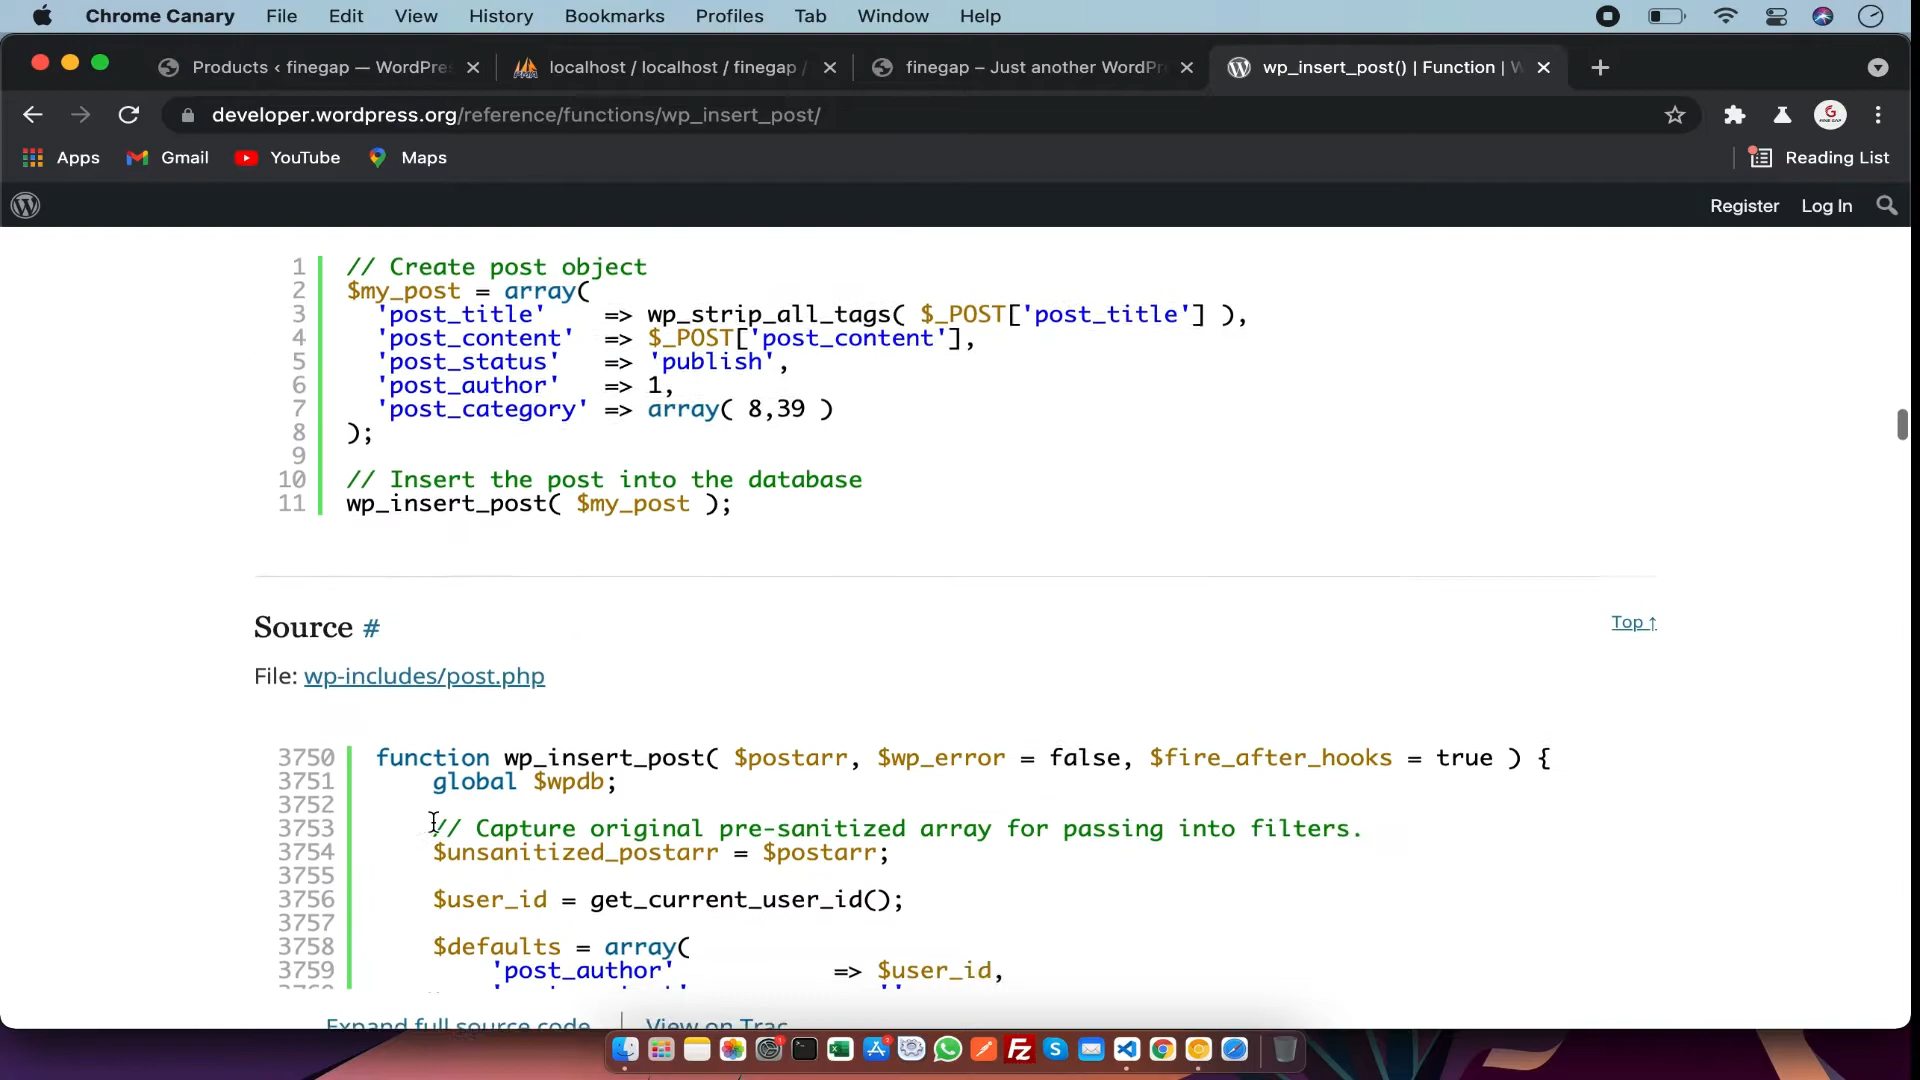 Chrome Canary File Edit View History Bookmarks Profiles Tab Window Help
Products ‹ finegap — WordPre
localhost / localhost / finegap /
finegap – Just another WordPr
wp_insert_post() | Function | W
developer.wordpress.org/reference/functions/wp_insert_post/
Apps Gmail YouTube Maps Reading List
Register Log In
1 // Create post object
2 $my_post = array(
3 'post_title' => wp_strip_all_tags( $_POST['post_title'] ),
4 'post_content' => $_POST['post_content'],
5 'post_status' => 'publish',
6 'post_author' => 1,
7 'post_category' => array( 8,39 )
8 );
9
10 // Insert the post into the database
11 wp_insert_post( $my_post );
Source #
Top ↑
File: wp-includes/post.php
3750 function wp_insert_post( $postarr, $wp_error = false, $fire_after_hooks = true ) {
3751 global $wpdb;
3752
3753 // Capture original pre-sanitized array for passing into filters.
3754 $unsanitized_postarr = $postarr;
3755
3756 $user_id = get_current_user_id();
3757
3758 $defaults = array(
3759 'post_author' => $user_id,
Expand full source code | View on Trac